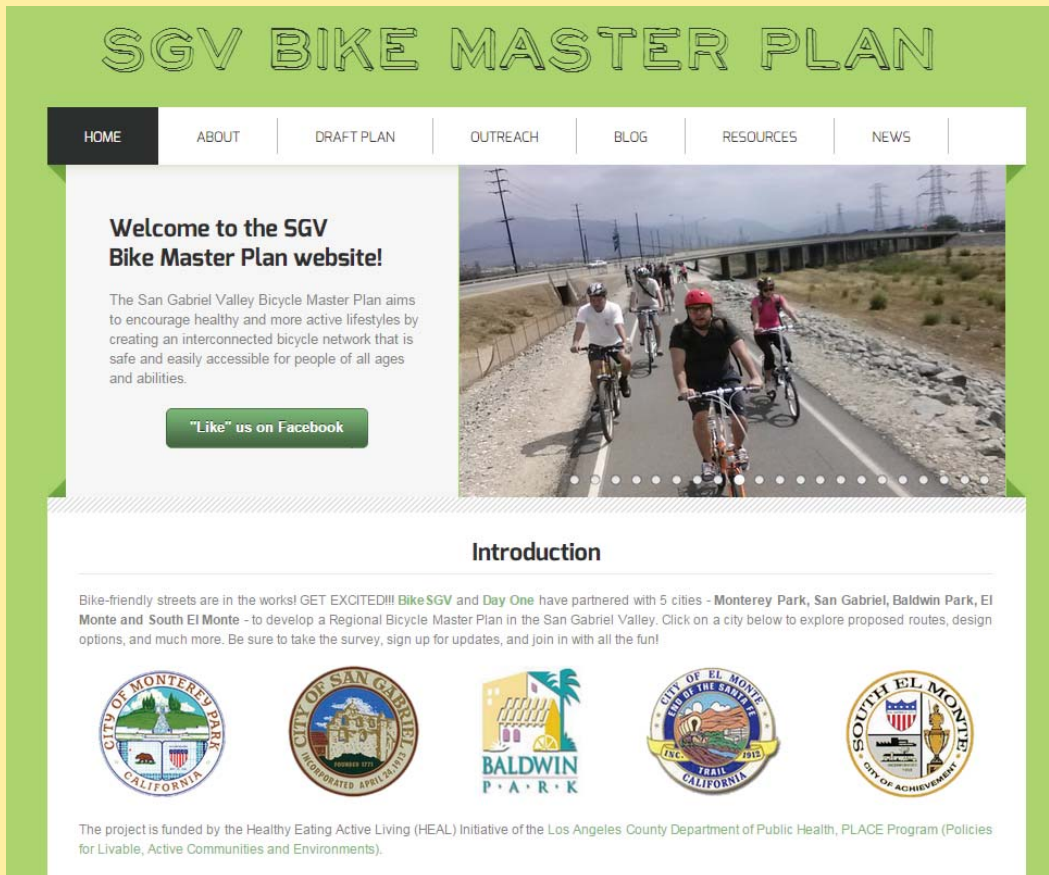 SGV BIKE MASTER PLAN
HOME ABOUT DRAFT PLAN OUTREACH BLOG RESOURCES NEWS
Welcome to the SGV
Bike Master Plan website!
The San Gabriel Valley Bicycle Master Plan aims
to encourage healthy and more active lifestyles by
creating an interconnected bicycle network that is
safe and easily accessible for people of all ages
and abilities.
"Like" us on Facebook
Introduction
Bike-friendly streets are in the works! GET EXCITED!!! BikeSGV and Day One have partnered with 5 cities - Monterey Park, San Gabriel, Baldwin Park, El
Monte and South El Monte - to develop a Regional Bicycle Master Plan in the San Gabriel Valley. Click on a city below to explore proposed routes, design
options, and much more. Be sure to take the survey, sign up for updates, and join in with all the fun!
CITY OF MONTEREY PARK
CALIFORNIA
CITY OF SAN GABRIEL
FOUNDED 1771
INCORPORATED APRIL 24, 1913
BALDWIN
P·A·R·K
CITY OF EL MONTE
END OF THE SANTA FE
INC. 1912
TRAIL
CALIFORNIA
SOUTH EL MONTE
CITY OF ACHIEVEMENT
The project is funded by the Healthy Eating Active Living (HEAL) Initiative of the Los Angeles County Department of Public Health, PLACE Program (Policies
for Livable, Active Communities and Environments).